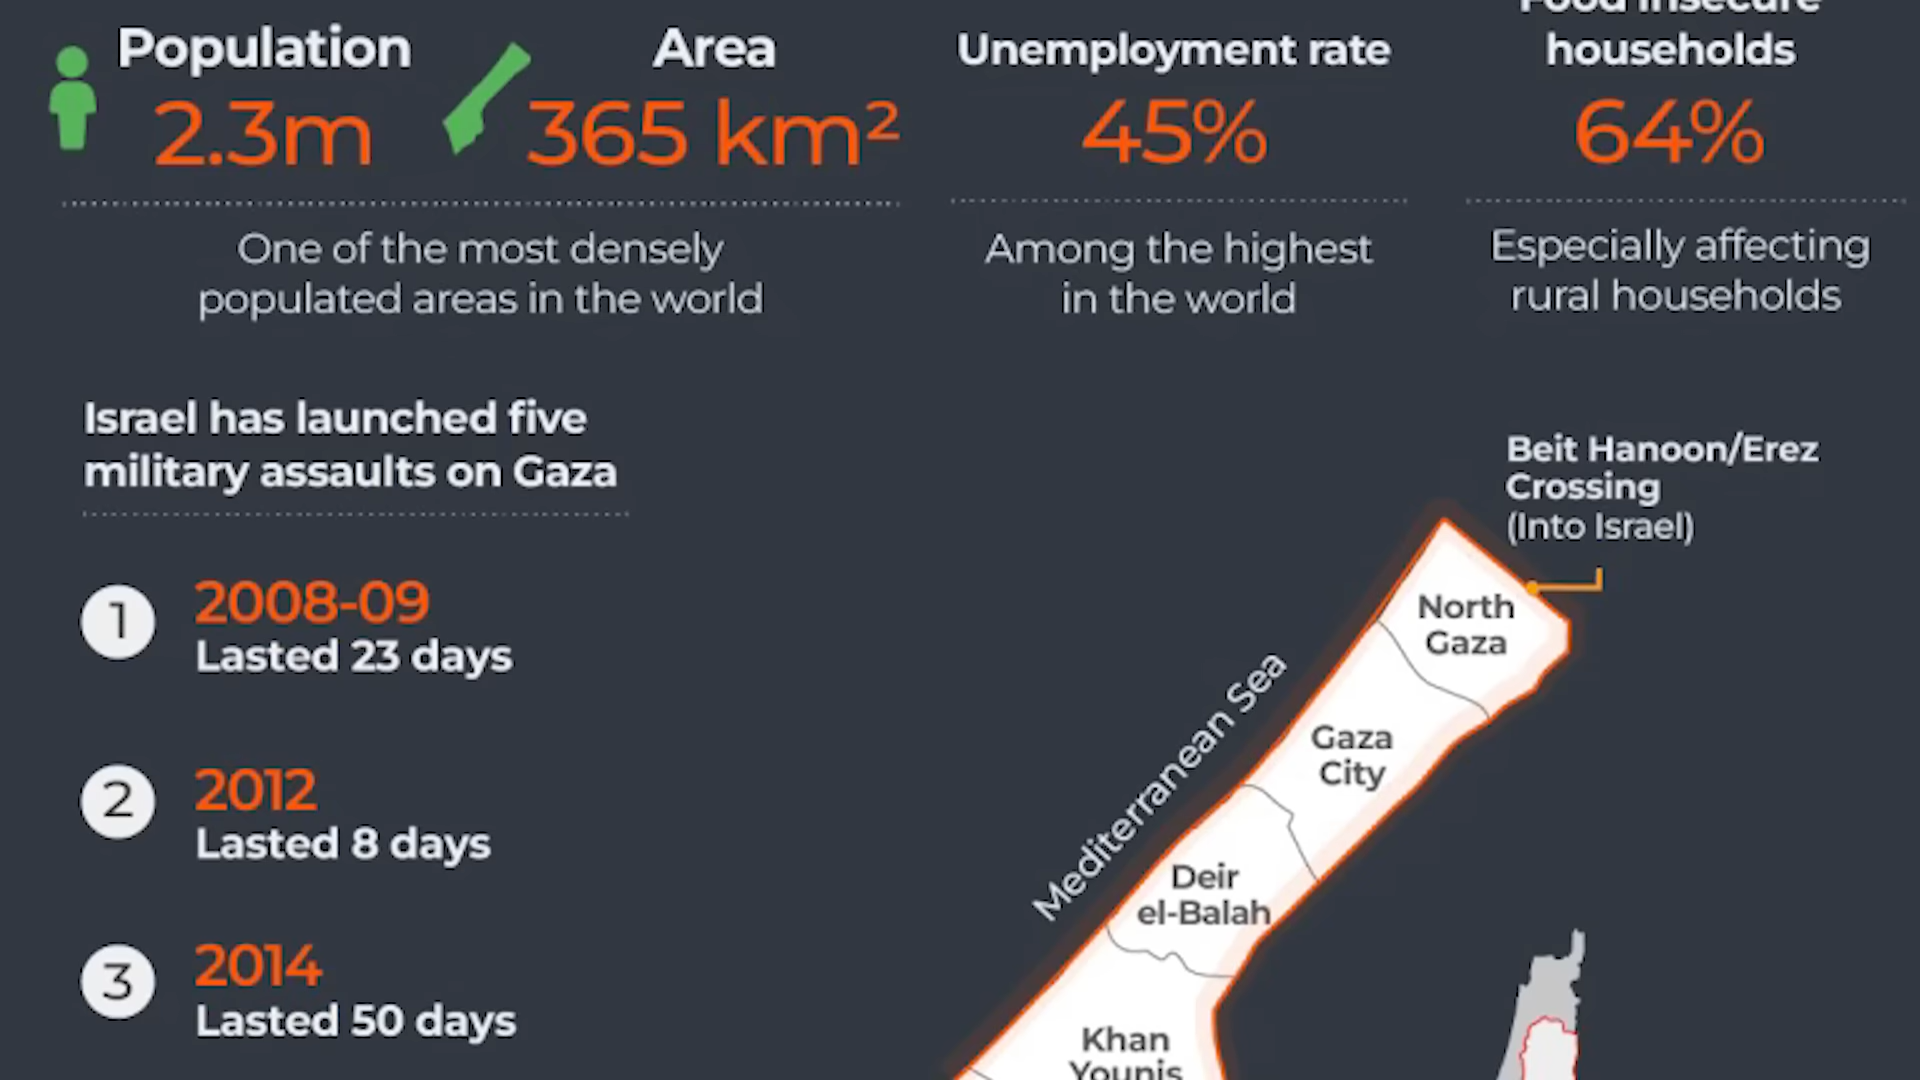 Population
2.3m
Area
365 km²
One of the most densely
populated areas in the world
Unemployment rate
45%
Among the highest
in the world
Food insecure
households
64%
Especially affecting
rural households
Israel has launched five
military assaults on Gaza
1
2008-09
Lasted 23 days
2
2012
Lasted 8 days
3
2014
Lasted 50 days
Beit Hanoon/Erez
Crossing
(Into Israel)
North
Gaza
Gaza
City
Mediterranean Sea
Deir
el-Balah
Khan
Younis